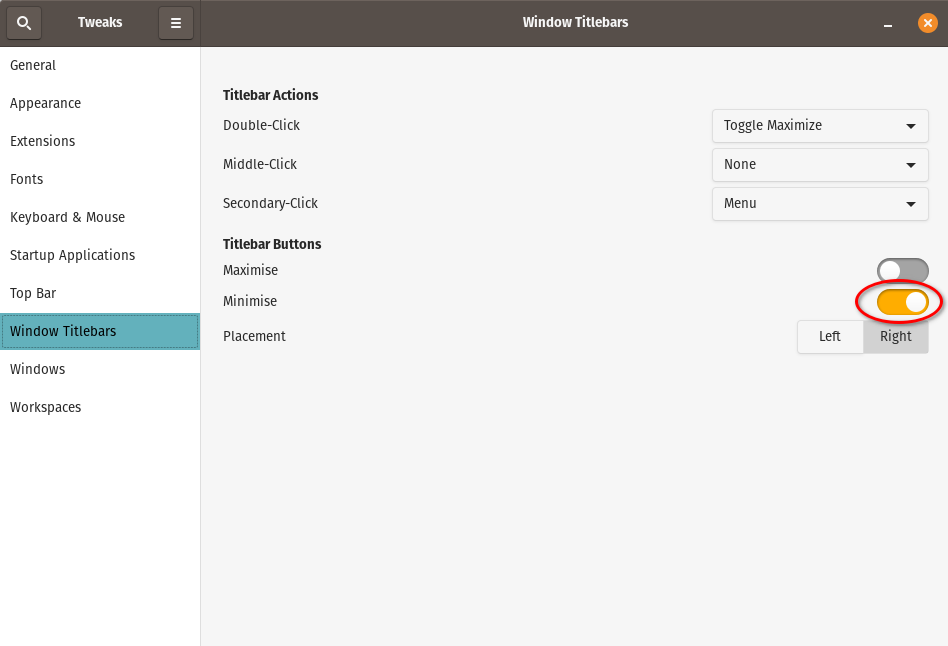 Tweaks
Window Titlebars
General
Appearance
Extensions
Fonts
Keyboard & Mouse
Startup Applications
Top Bar
Window Titlebars
Windows
Workspaces
Titlebar Actions
Double-Click Toggle Maximize
Middle-Click None
Secondary-Click Menu
Titlebar Buttons
Maximise
Minimise
Placement Left Right